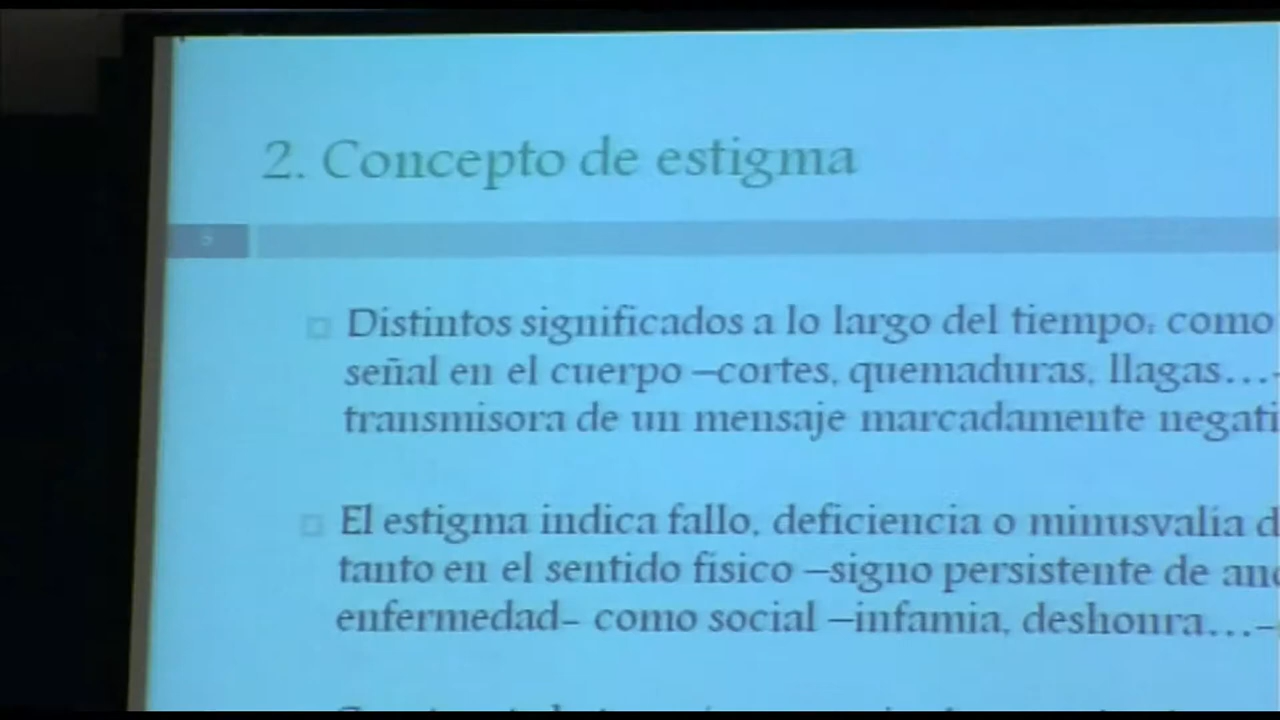 2. Concepto de estigma
Distintos significados a lo largo del tiempo, como
señal en el cuerpo –cortes, quemaduras, llagas…-
transmisora de un mensaje marcadamente
El estigma indica fallo, deficiencia o minusvalía
tanto en el sentido físico –signo persistente de
enfermedad- como social –infamia, deshonra…-